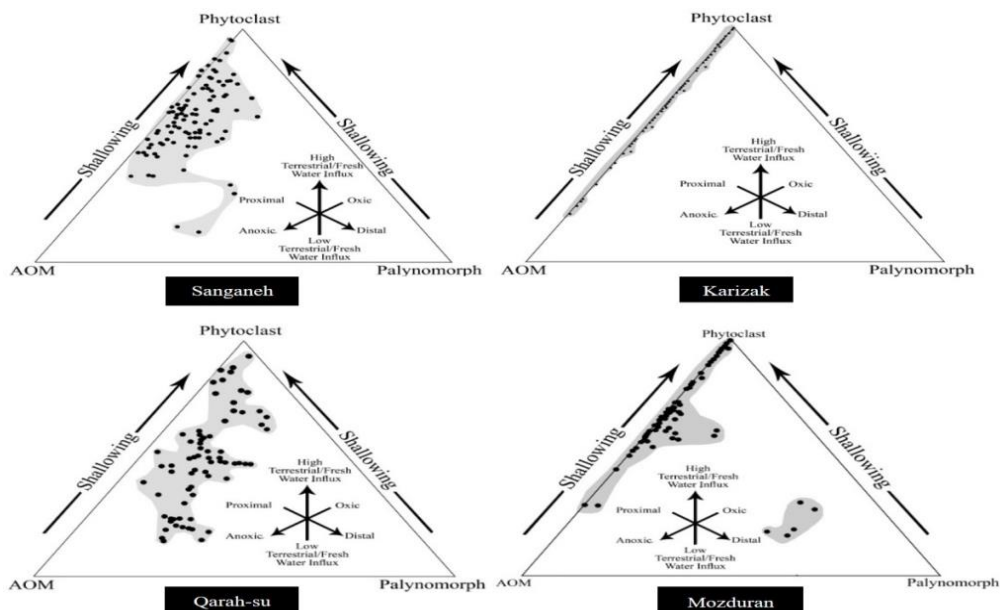 Phytoclast
Shallowing
Shallowing
High
Terrestrial/Fresh
Water Influx
Proximal
Oxic
Anoxic.
Distal
Low
Terrestrial/Fresh
Water Influx
AOM
Palynomorph
Sanganeh
Phytoclast
Shallowing
Shallowing
High
Terrestrial/Fresh
Water Influx
Proximal
Oxic
Anoxic.
Distal
Low
Terrestrial/Fresh
Water Influx
AOM
Palynomorph
Karizak
Phytoclast
Shallowing
Shallowing
High
Terrestrial/Fresh
Water Influx
Proximal
Oxic
Anoxic.
Distal
Low
Terrestrial/Fresh
Water Influx
AOM
Palynomorph
Qarah-su
Phytoclast
Shallowing
Shallowing
High
Terrestrial/Fresh
Water Influx
Proximal
Oxic
Anoxic.
Distal
Low
Terrestrial/Fresh
Water Influx
AOM
Palynomorph
Mozduran